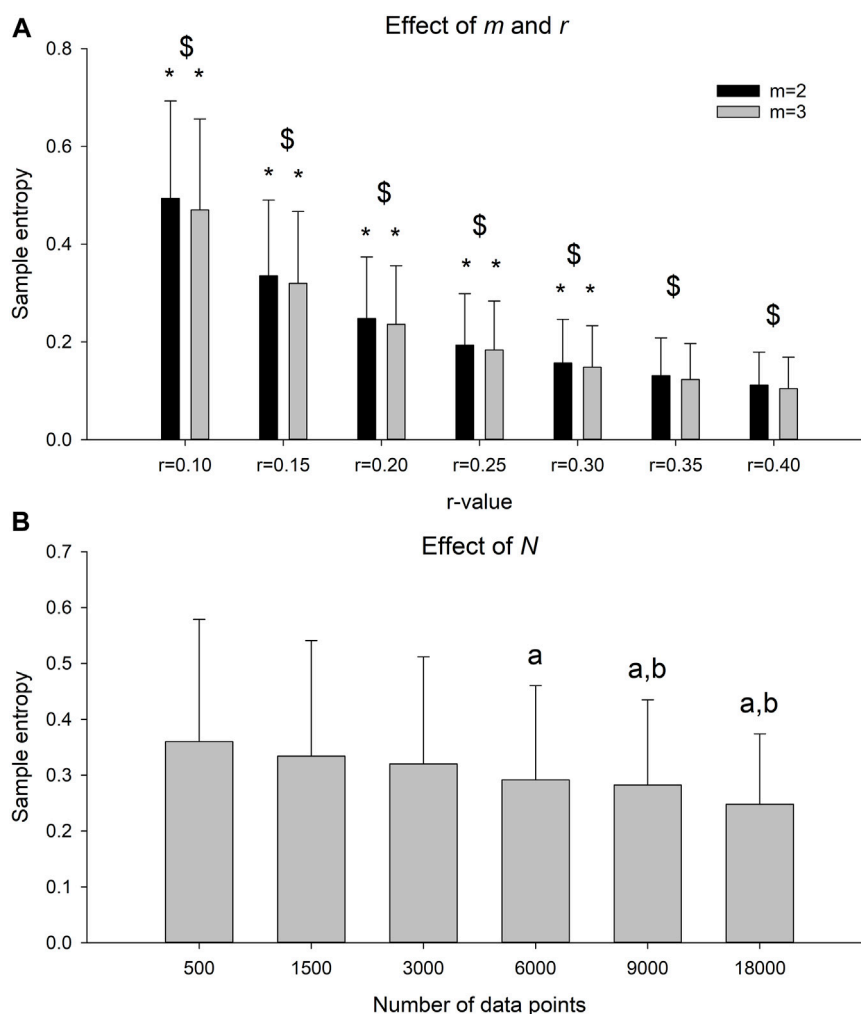 A
Effect of m and r
Sample entropy
0.8
0.6
0.4
0.2
0.0
m=2
m=3
$ $ $ $ $ $ $
* * * * * * * * * *
r=0.10 r=0.15 r=0.20 r=0.25 r=0.30 r=0.35 r=0.40
r-value
B
Effect of N
Sample entropy
0.7
0.6
0.5
0.4
0.3
0.2
0.1
0.0
a a,b a,b
500 1500 3000 6000 9000 18000
Number of data points